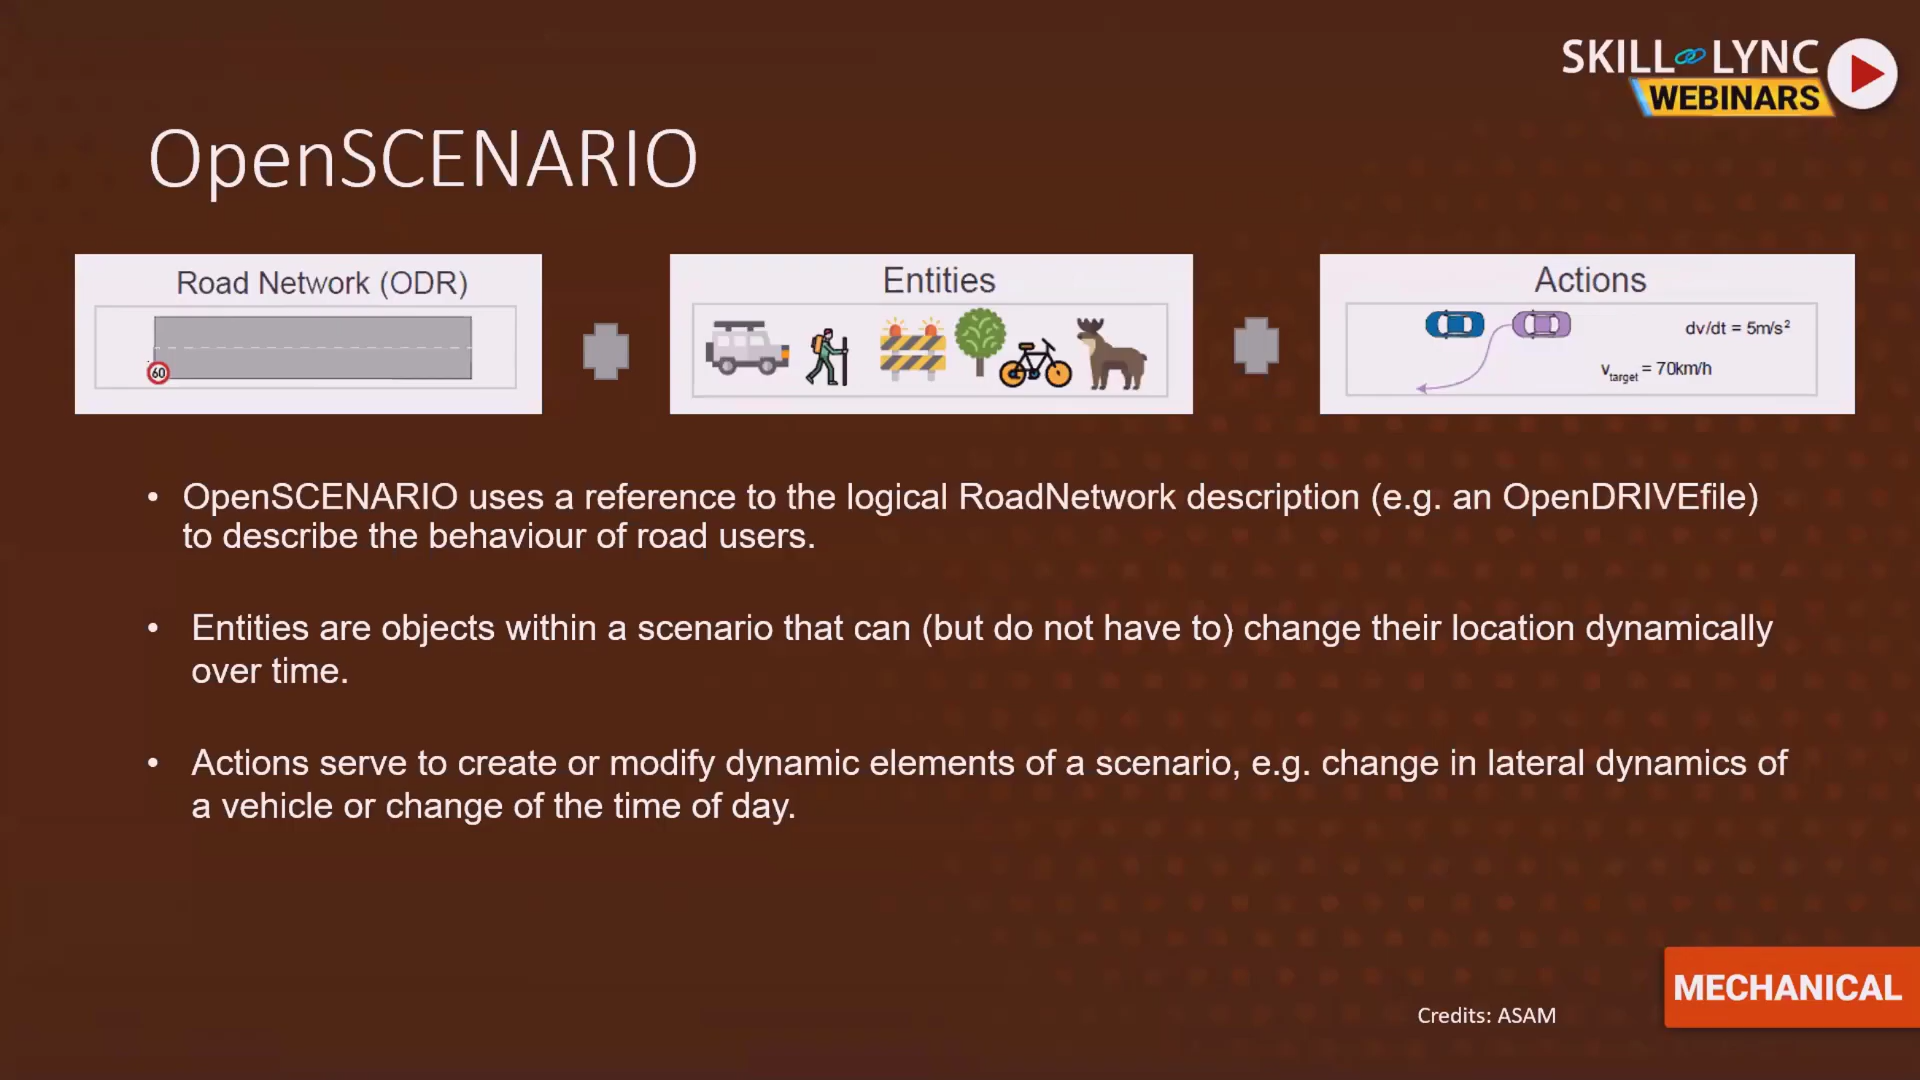 SKILL LYNC
WEBINARS
OpenSCENARIO
Road Network (ODR)
60
Entities
Actions
dv/dt = 5m/s²
vtarget = 70km/h
• OpenSCENARIO uses a reference to the logical RoadNetwork description (e.g. an OpenDRIVEfile)
to describe the behaviour of road users.
• Entities are objects within a scenario that can (but do not have to) change their location dynamically
over time.
• Actions serve to create or modify dynamic elements of a scenario, e.g. change in lateral dynamics of
a vehicle or change of the time of day.
MECHANICAL
Credits: ASAM